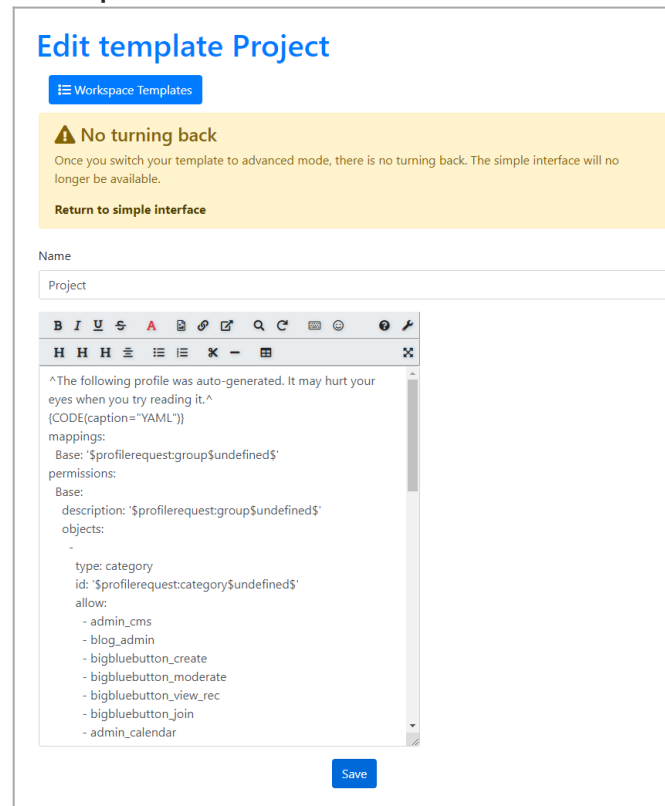 Edit template Project
Workspace Templates
No turning back
Once you switch your template to advanced mode, there is no turning back. The simple interface will no
longer be available.
Return to simple interface
Name
Project
B I U S A
H H H
^The following profile was auto-generated. It may hurt your
eyes when you try reading it.^
{CODE(caption="YAML")}
mappings:
Base: '$profilerequest:group$undefined$'
permissions:
Base:
description: '$profilerequest:group$undefined$'
objects:
-
type: category
id: '$profilerequest:category$undefined$'
allow:
- admin_cms
- blog_admin
- bigbluebutton_create
- bigbluebutton_moderate
- bigbluebutton_view_rec
- bigbluebutton_join
- admin_calendar
Save